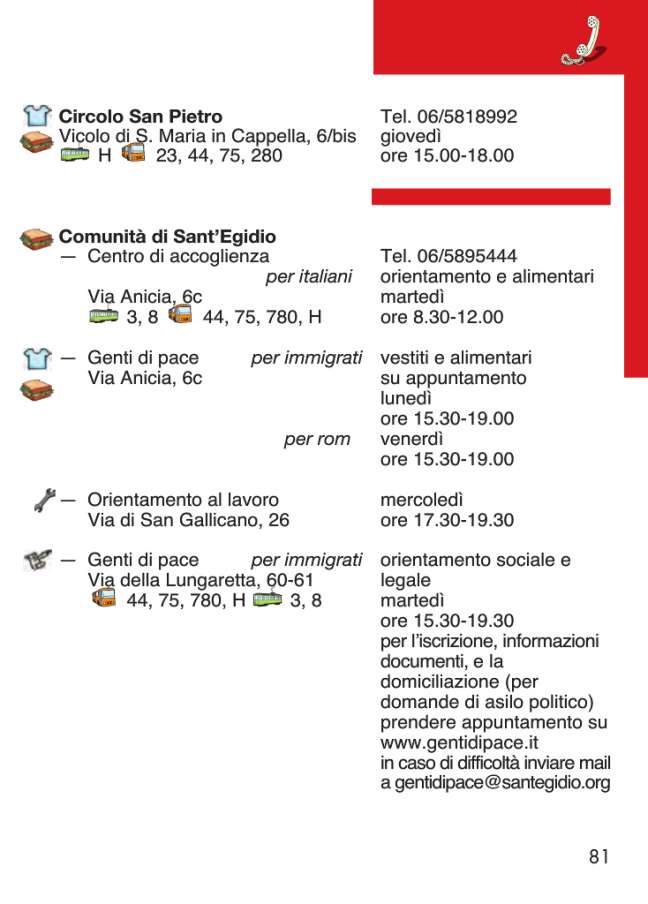 Circolo San Pietro Tel. 06/5818992
Vicolo di S. Maria in Cappella, 6/bis giovedì
H 23, 44, 75, 280 ore 15.00-18.00
Comunità di Sant'Egidio
— Centro di accoglienza Tel. 06/5895444
per italiani orientamento e alimentari
Via Anicia, 6c martedì
3, 8 44, 75, 780, H ore 8.30-12.00
— Genti di pace per immigrati vestiti e alimentari
Via Anicia, 6c su appuntamento
lunedì
ore 15.30-19.00
per rom venerdì
ore 15.30-19.00
— Orientamento al lavoro mercoledì
Via di San Gallicano, 26 ore 17.30-19.30
— Genti di pace per immigrati orientamento sociale e
Via della Lungaretta, 60-61 legale
44, 75, 780, H 3, 8 martedì
ore 15.30-19.30
per l'iscrizione, informazioni
documenti, e la
domiciliazione (per
domande di asilo politico)
prendere appuntamento su
www.gentidipace.it
in caso di difficoltà inviare mail
a gentidipace@santegidio.org
81